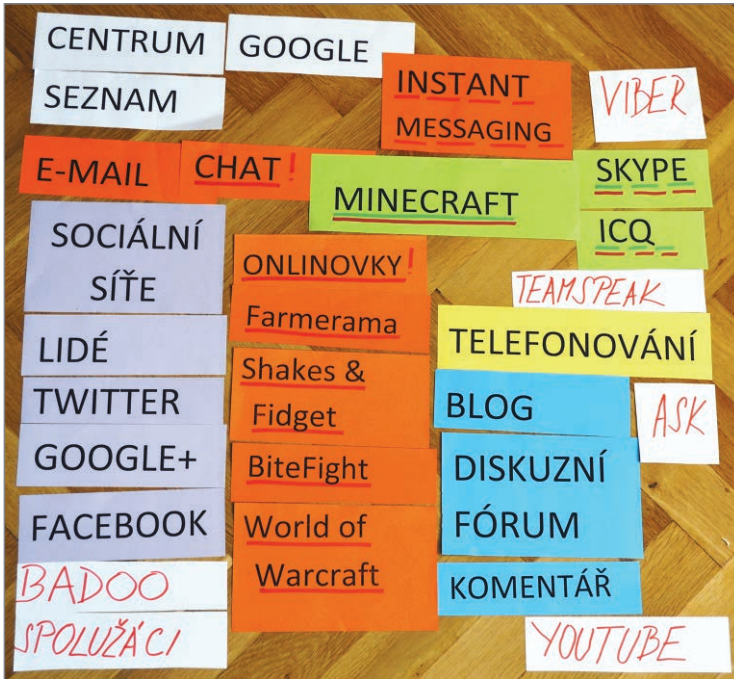 CENTRUM
GOOGLE
SEZNAM
INSTANT
MESSAGING
VIBER
E-MAIL
CHAT!
MINECRAFT
SKYPE
ICQ
SOCIÁLNÍ
SÍŤE
ONLINOVKY!
Farmerama
TEAMSPEAK
TELEFONOVÁNÍ
LIDÉ
TWITTER
GOOGLE+
FACEBOOK
Shakes &
Fidget
BiteFight
World of
Warcraft
BLOG
ASK
DISKUZNÍ
FÓRUM
KOMENTÁŘ
BADOO
SPOLUŽÁCI
YOUTUBE